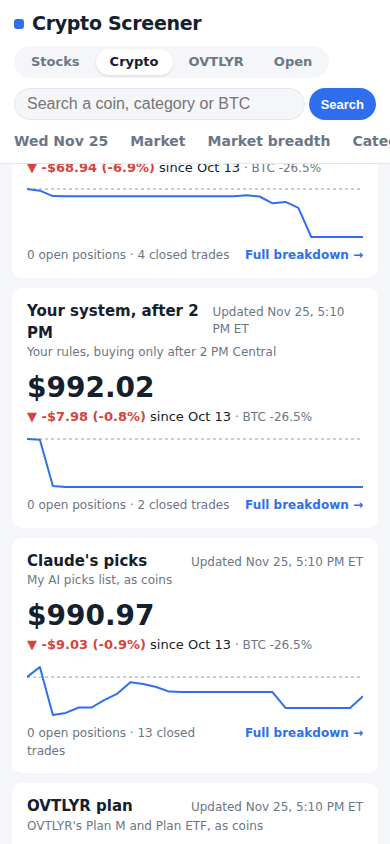 Crypto Screener
Stocks Crypto OVTLYR Open
Search a coin, category or BTC Search
Wed Nov 25 Market Market breadth Categ
▼ -$68.94 (-6.9%) since Oct 13 · BTC -26.5%
0 open positions · 4 closed trades Full breakdown →
Your system, after 2 PM
Updated Nov 25, 5:10 PM ET
Your rules, buying only after 2 PM Central
$992.02
▼ -$7.98 (-0.8%) since Oct 13 · BTC -26.5%
0 open positions · 2 closed trades Full breakdown →
Claude's picks Updated Nov 25, 5:10 PM ET
My AI picks list, as coins
$990.97
▼ -$9.03 (-0.9%) since Oct 13 · BTC -26.5%
0 open positions · 13 closed trades
Full breakdown →
OVTLYR plan Updated Nov 25, 5:10 PM ET
OVTLYR's Plan M and Plan ETF, as coins